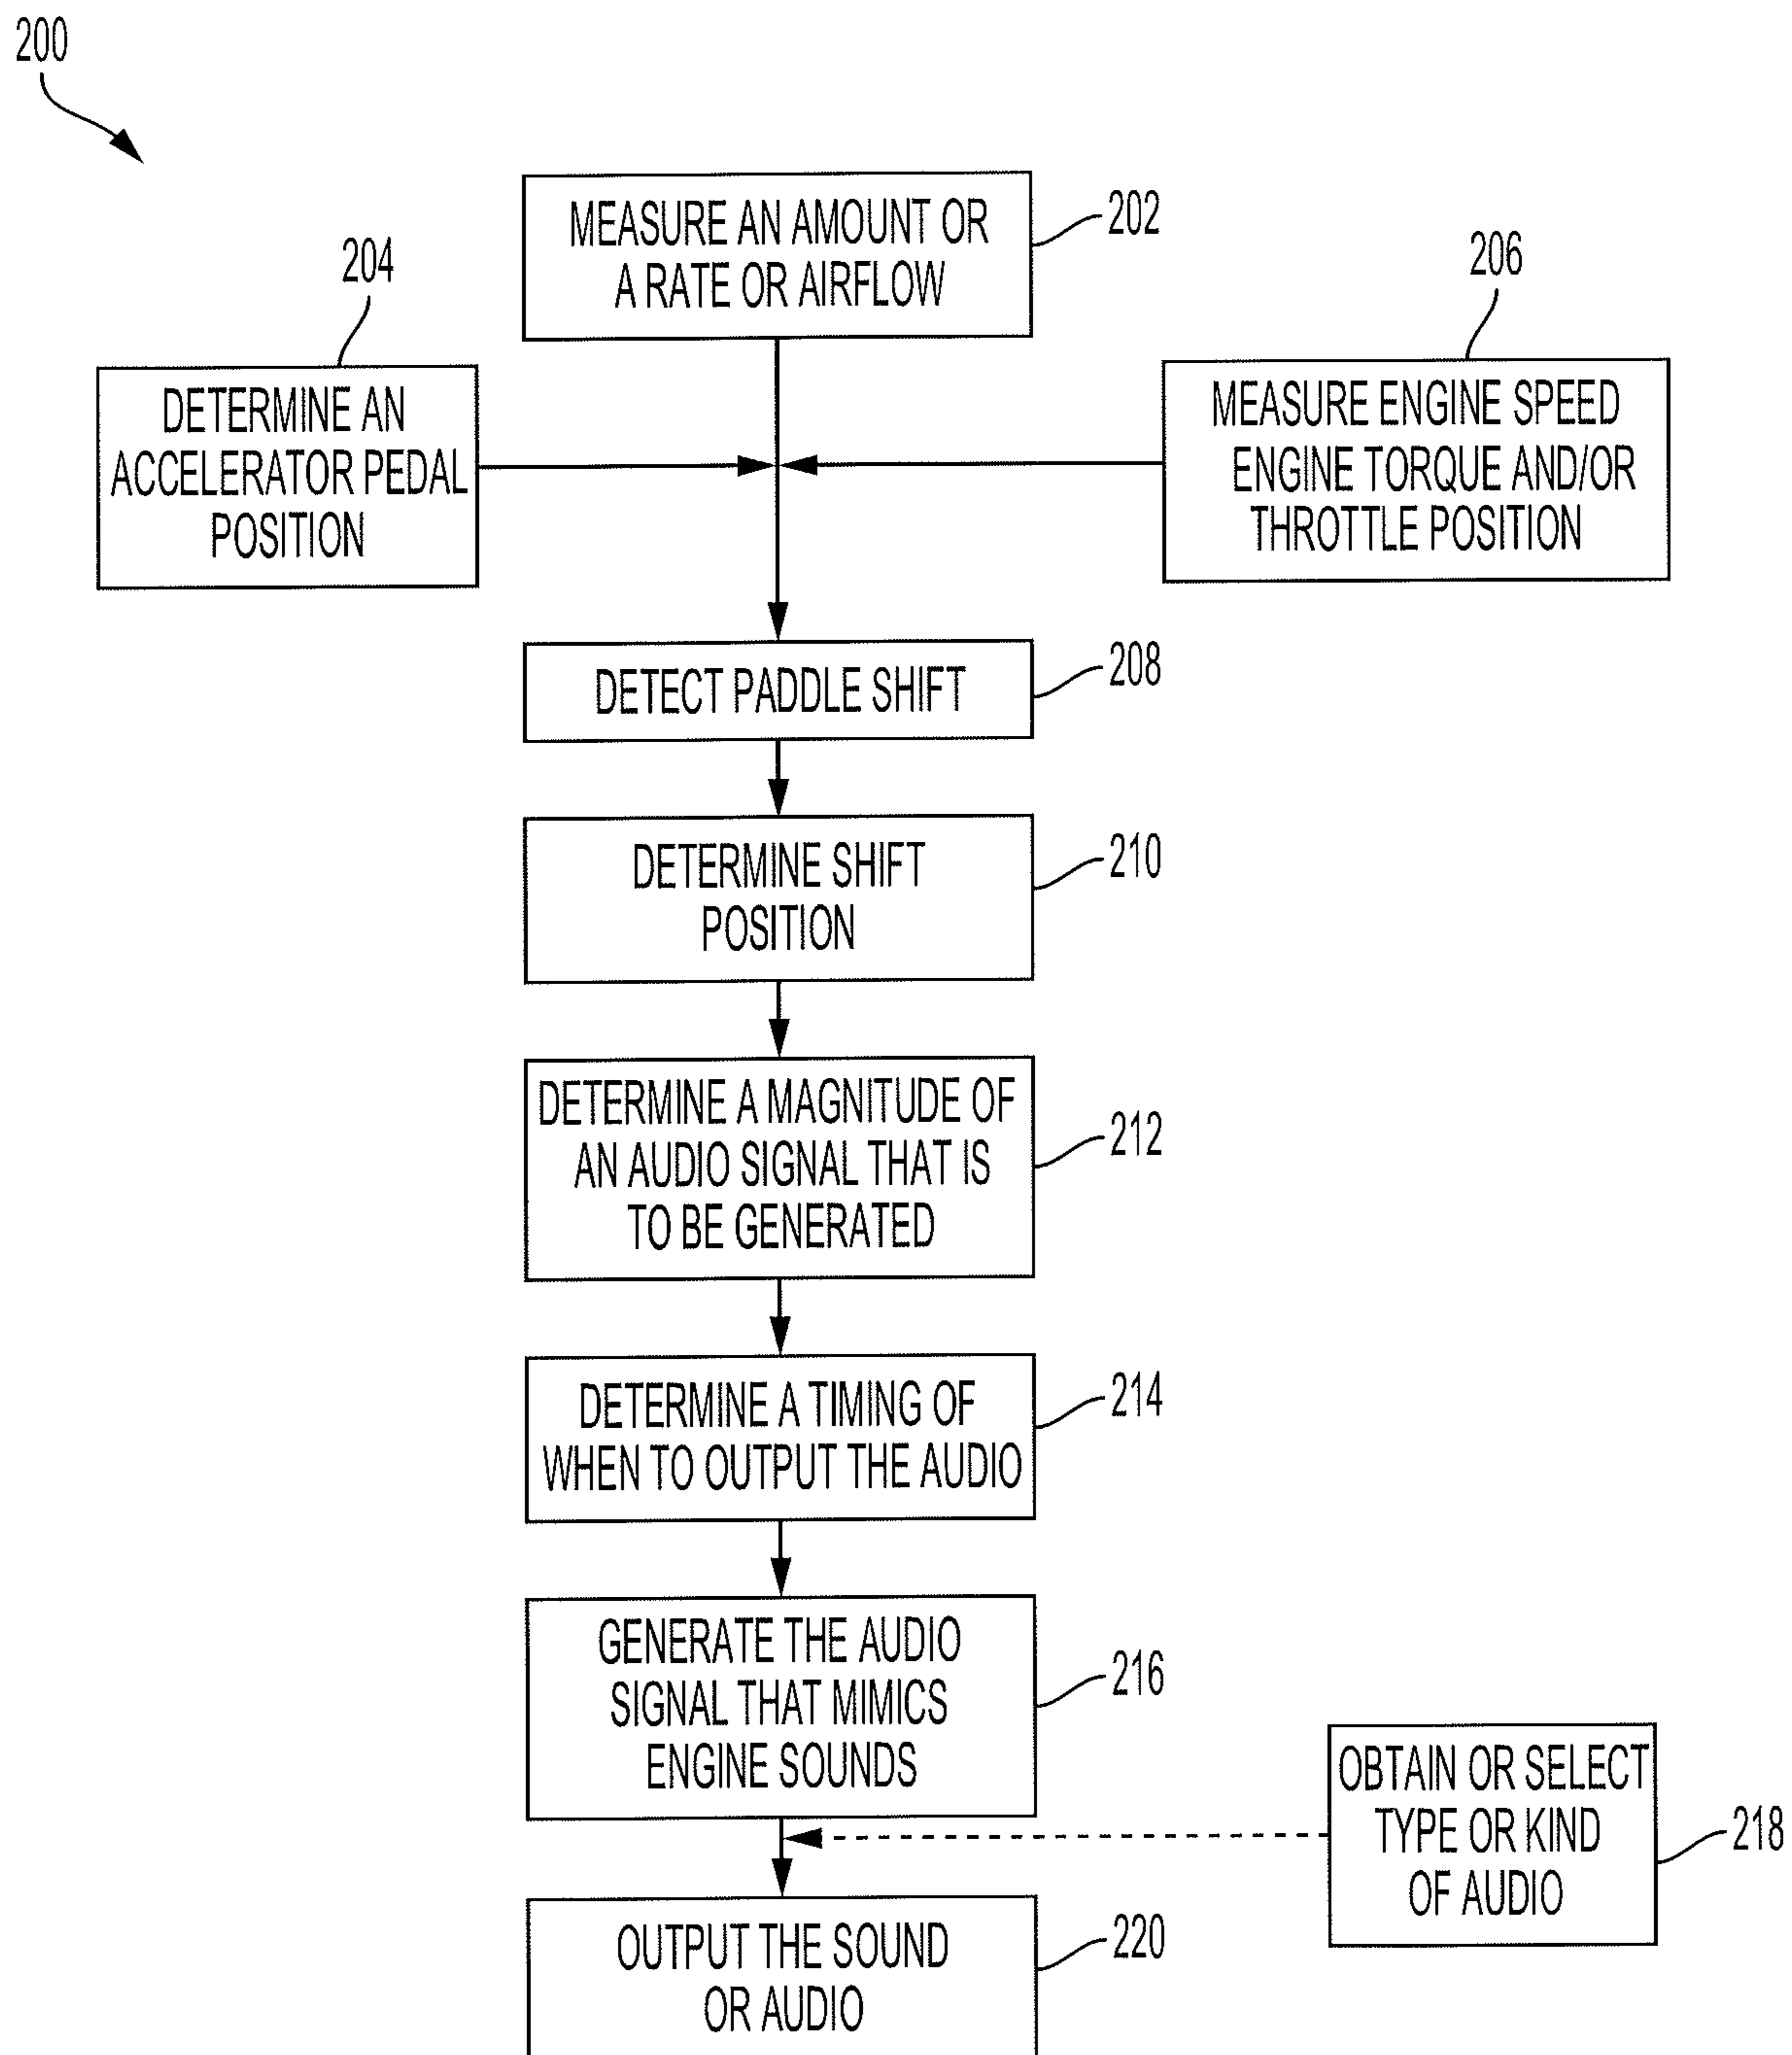 200
MEASURE AN AMOUNT OR
A RATE OR AIRFLOW
202
204
206
DETERMINE AN
ACCELERATOR PEDAL
POSITION
MEASURE ENGINE SPEED
ENGINE TORQUE AND/OR
THROTTLE POSITION
DETECT PADDLE SHIFT
208
DETERMINE SHIFT
POSITION
210
DETERMINE A MAGNITUDE OF
AN AUDIO SIGNAL THAT IS
TO BE GENERATED
212
DETERMINE A TIMING OF
WHEN TO OUTPUT THE AUDIO
214
GENERATE THE AUDIO
SIGNAL THAT MIMICS
ENGINE SOUNDS
216
OBTAIN OR SELECT
TYPE OR KIND
OF AUDIO
218
OUTPUT THE SOUND
OR AUDIO
220